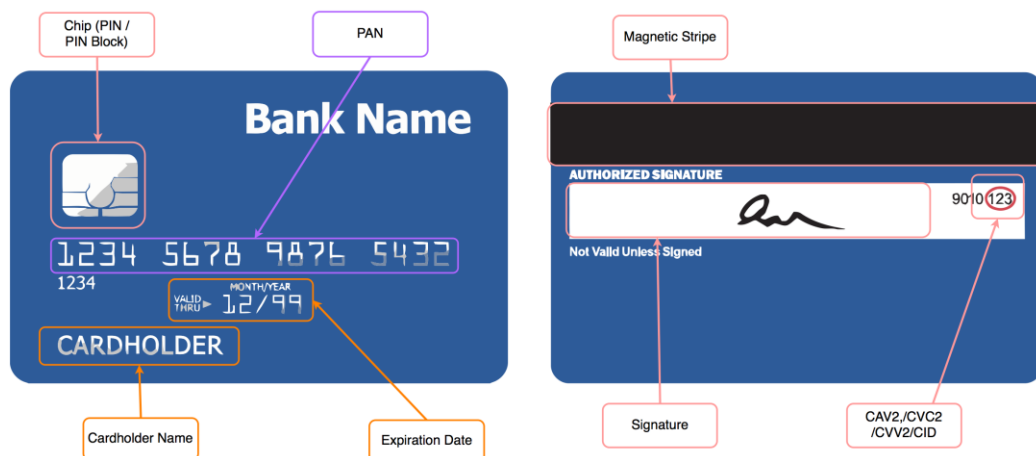 Chip (PIN /
PIN Block)
PAN
Bank Name
1234 5678 9876 5432
1234
MONTH/YEAR
VALID
THRU
12/99
CARDHOLDER
Cardholder Name
Expiration Date
Magnetic Stripe
AUTHORIZED SIGNATURE
9010 123
Not Valid Unless Signed
Signature
CAV2,/CVC2
/CVV2/CID